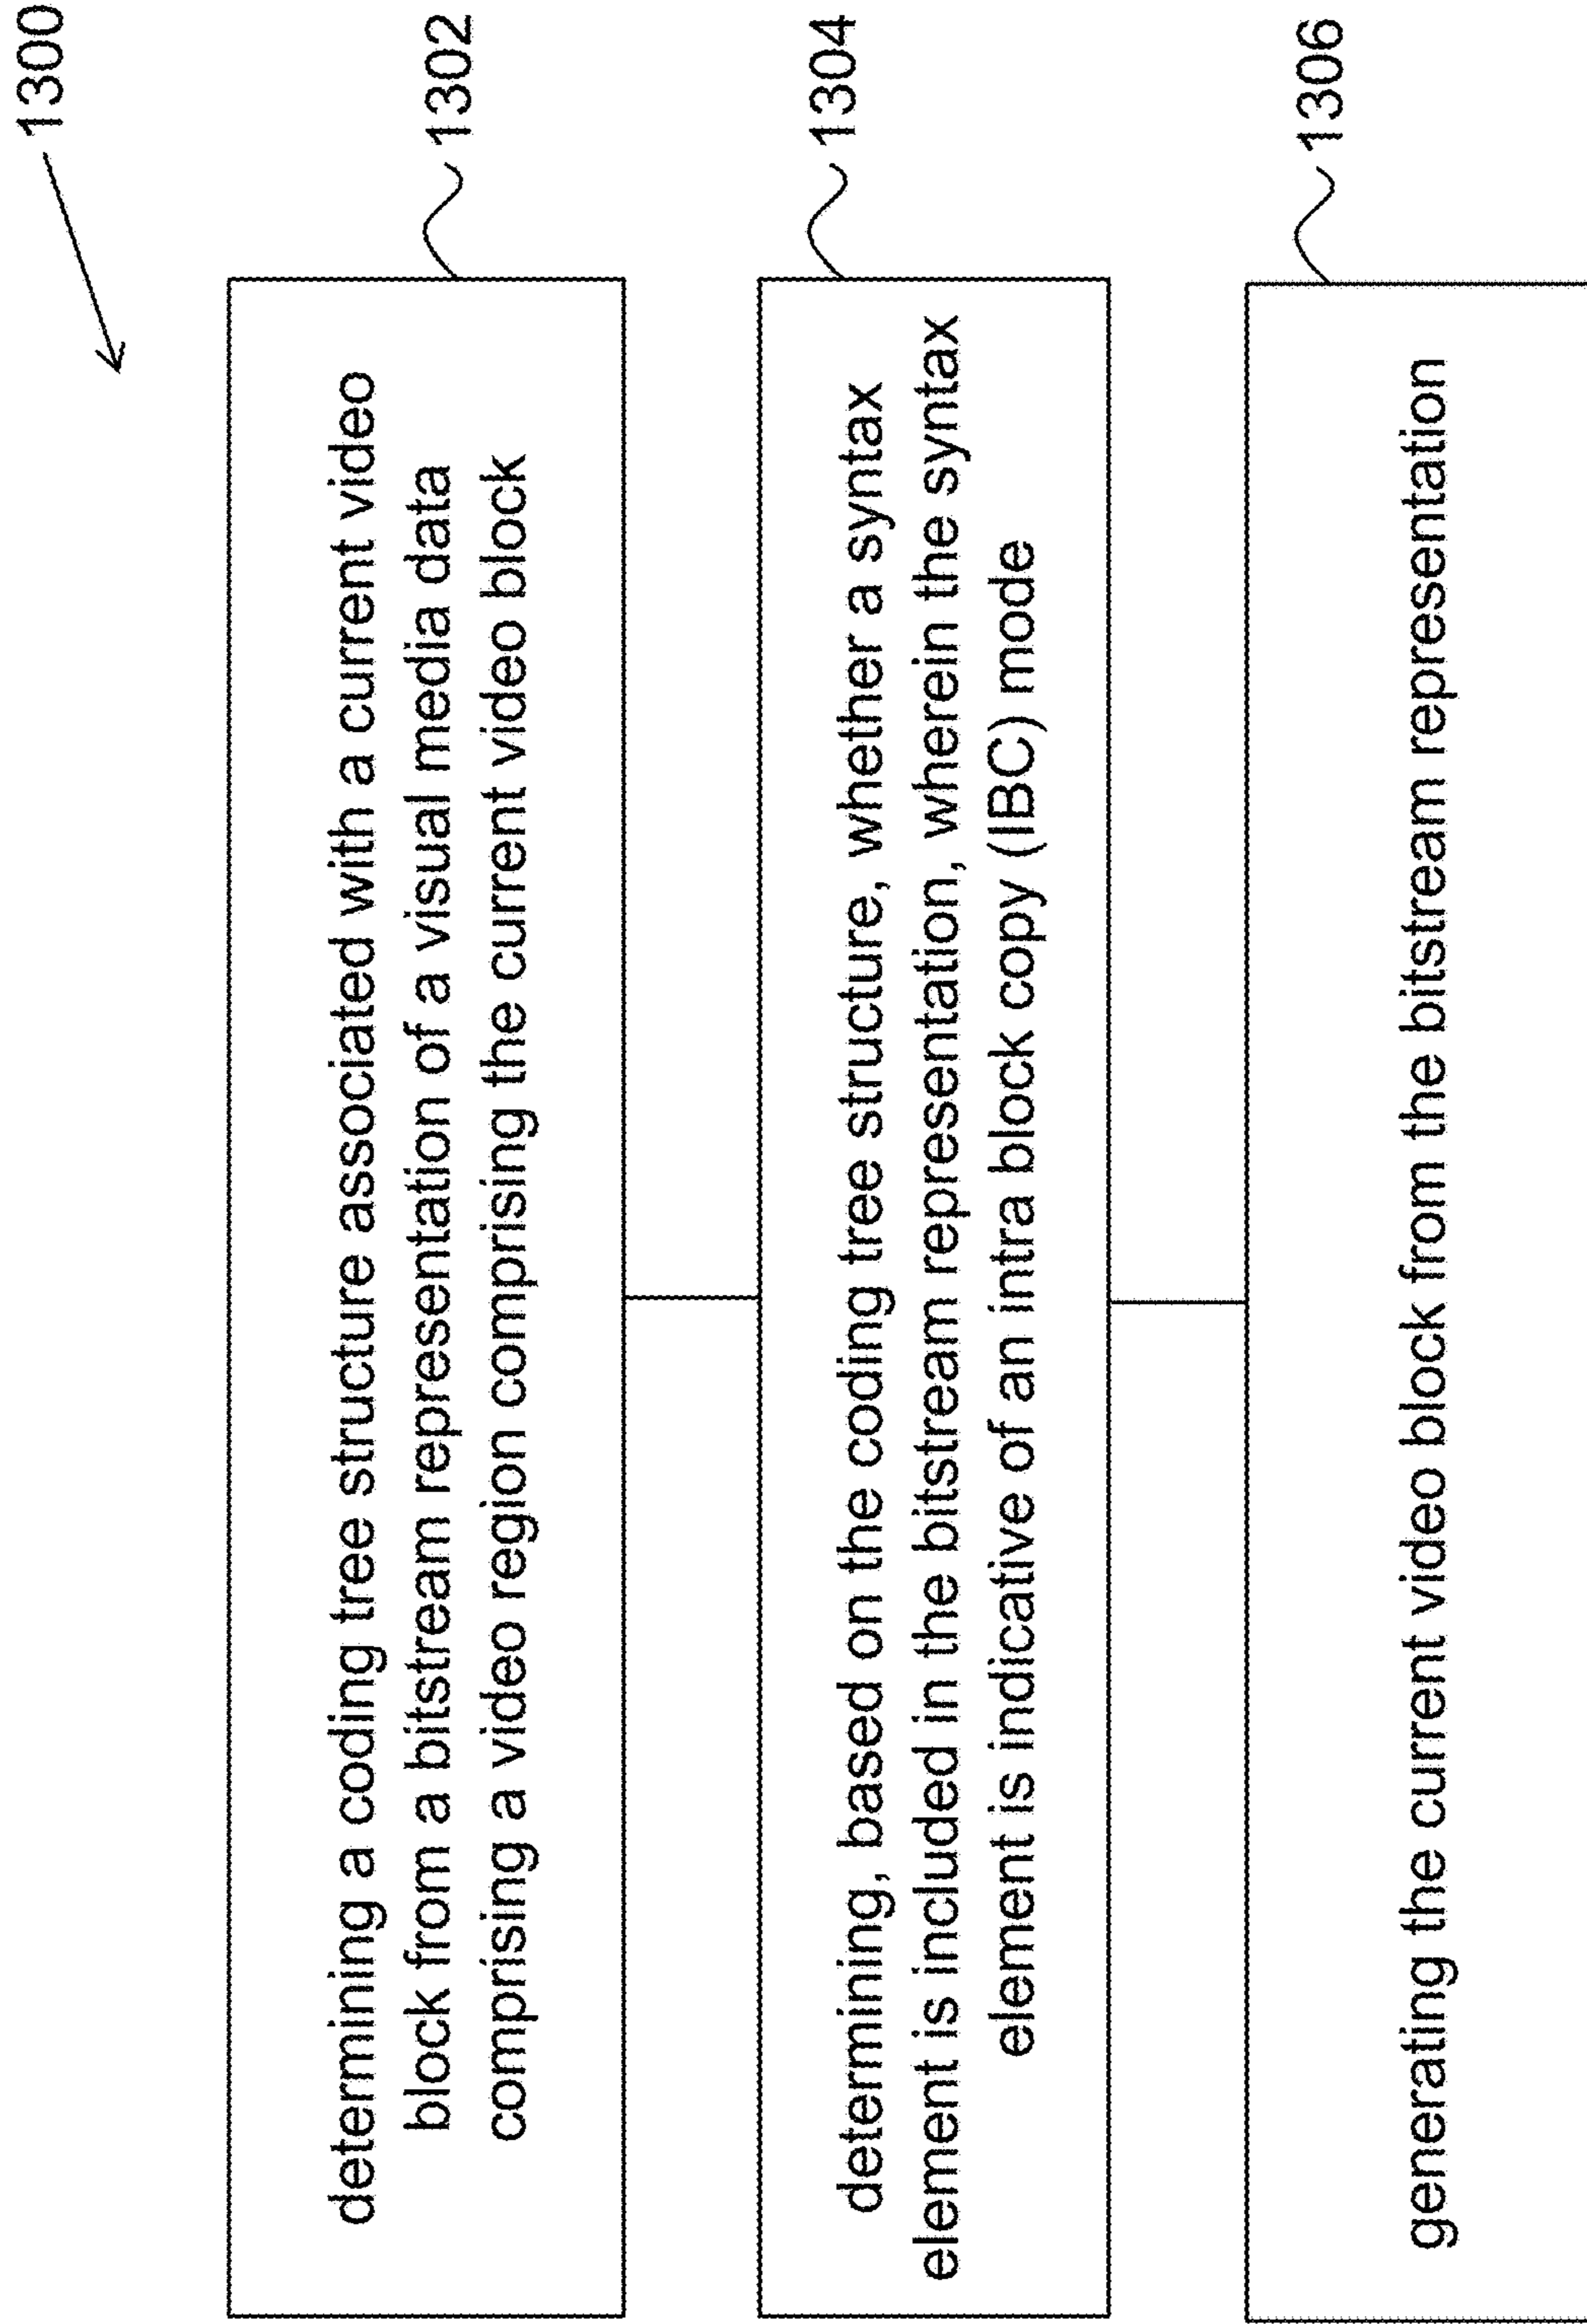 1300
determining a coding tree structure associated with a current video
block from a bitstream representation of a visual media data
comprising a video region comprising the current video block
1302
determining, based on the coding tree structure, whether a syntax
element is included in the bitstream representation, wherein the syntax
element is indicative of an intra block copy (IBC) mode
1304
generating the current video block from the bitstream representation
1306